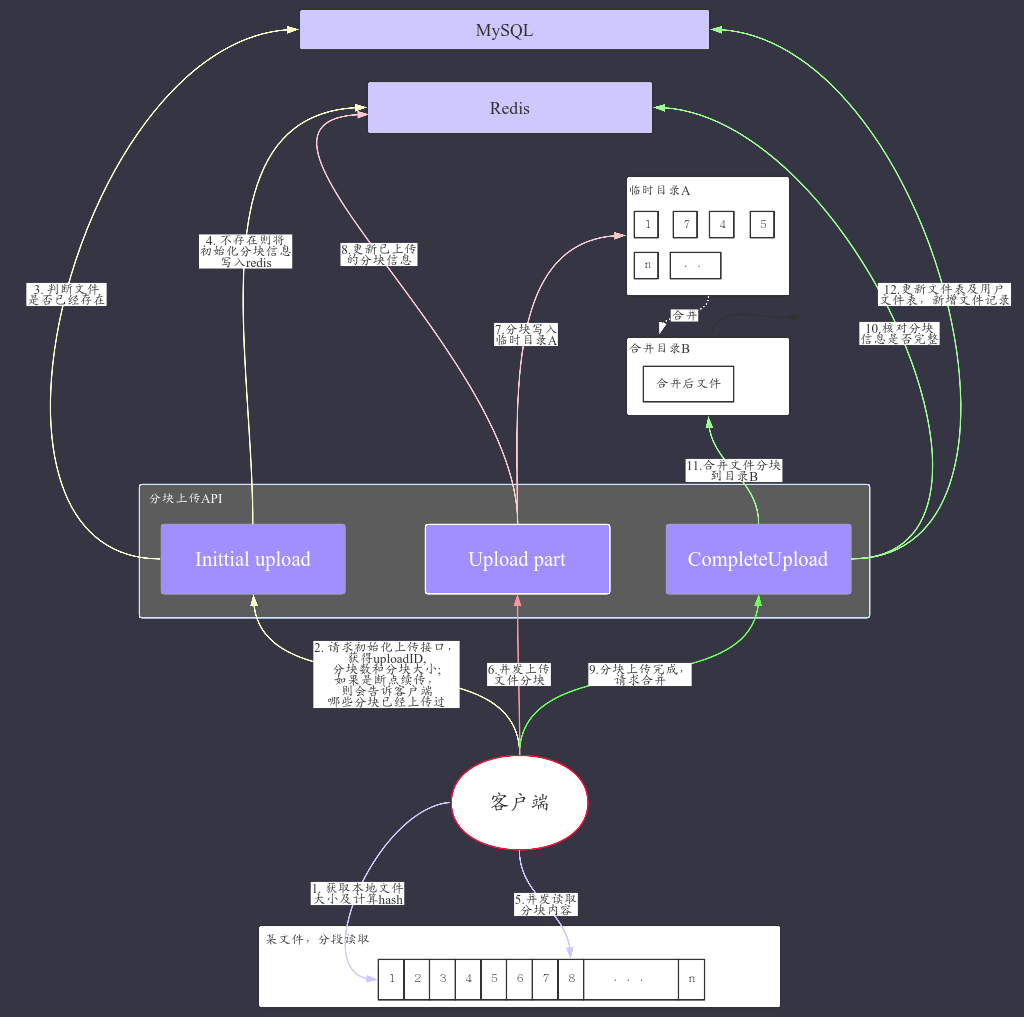 MySQL
Redis
临时目录A
1 7 4 5
n . .
合并
合并目录B
合并后文件
3. 判断文件
是否已经存在
4. 不存在则将
初始化分块信息
写入redis
8.更新已上传
的分块信息
7.分块写入
临时目录A
12.更新文件表及用户
文件表，新增文件记录
10.核对分块
信息是否完整
11.合并文件分块
到目录B
分块上传API
Inittial upload
Upload part
CompleteUpload
2. 请求初始化上传接口，
获得uploadID,
分块数和分块大小;
如果是断点续传，
则会告诉客户端
哪些分块已经上传过
6.并发上传
文件分块
9.分块上传完成，
请求合并
客户端
1. 获取本地文件
大小及计算hash
5.并发读取
分块内容
某文件，分段读取
1 2 3 4 5 6 7 8 . . . n